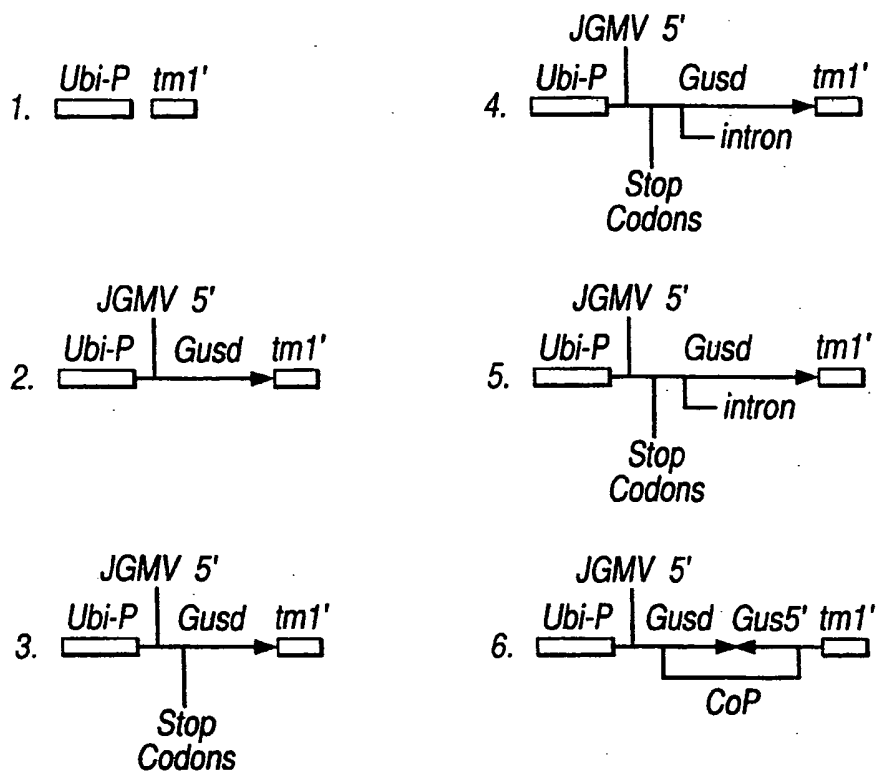 1.
Ubi-P tm1'
2.
JGMV 5'
Ubi-P Gusd tm1'
3.
JGMV 5'
Ubi-P Gusd tm1'
Stop
Codons
4.
JGMV 5'
Ubi-P Gusd tm1'
intron
Stop
Codons
5.
JGMV 5'
Ubi-P Gusd tm1'
intron
Stop
Codons
6.
JGMV 5'
Ubi-P Gusd Gus5' tm1'
CoP